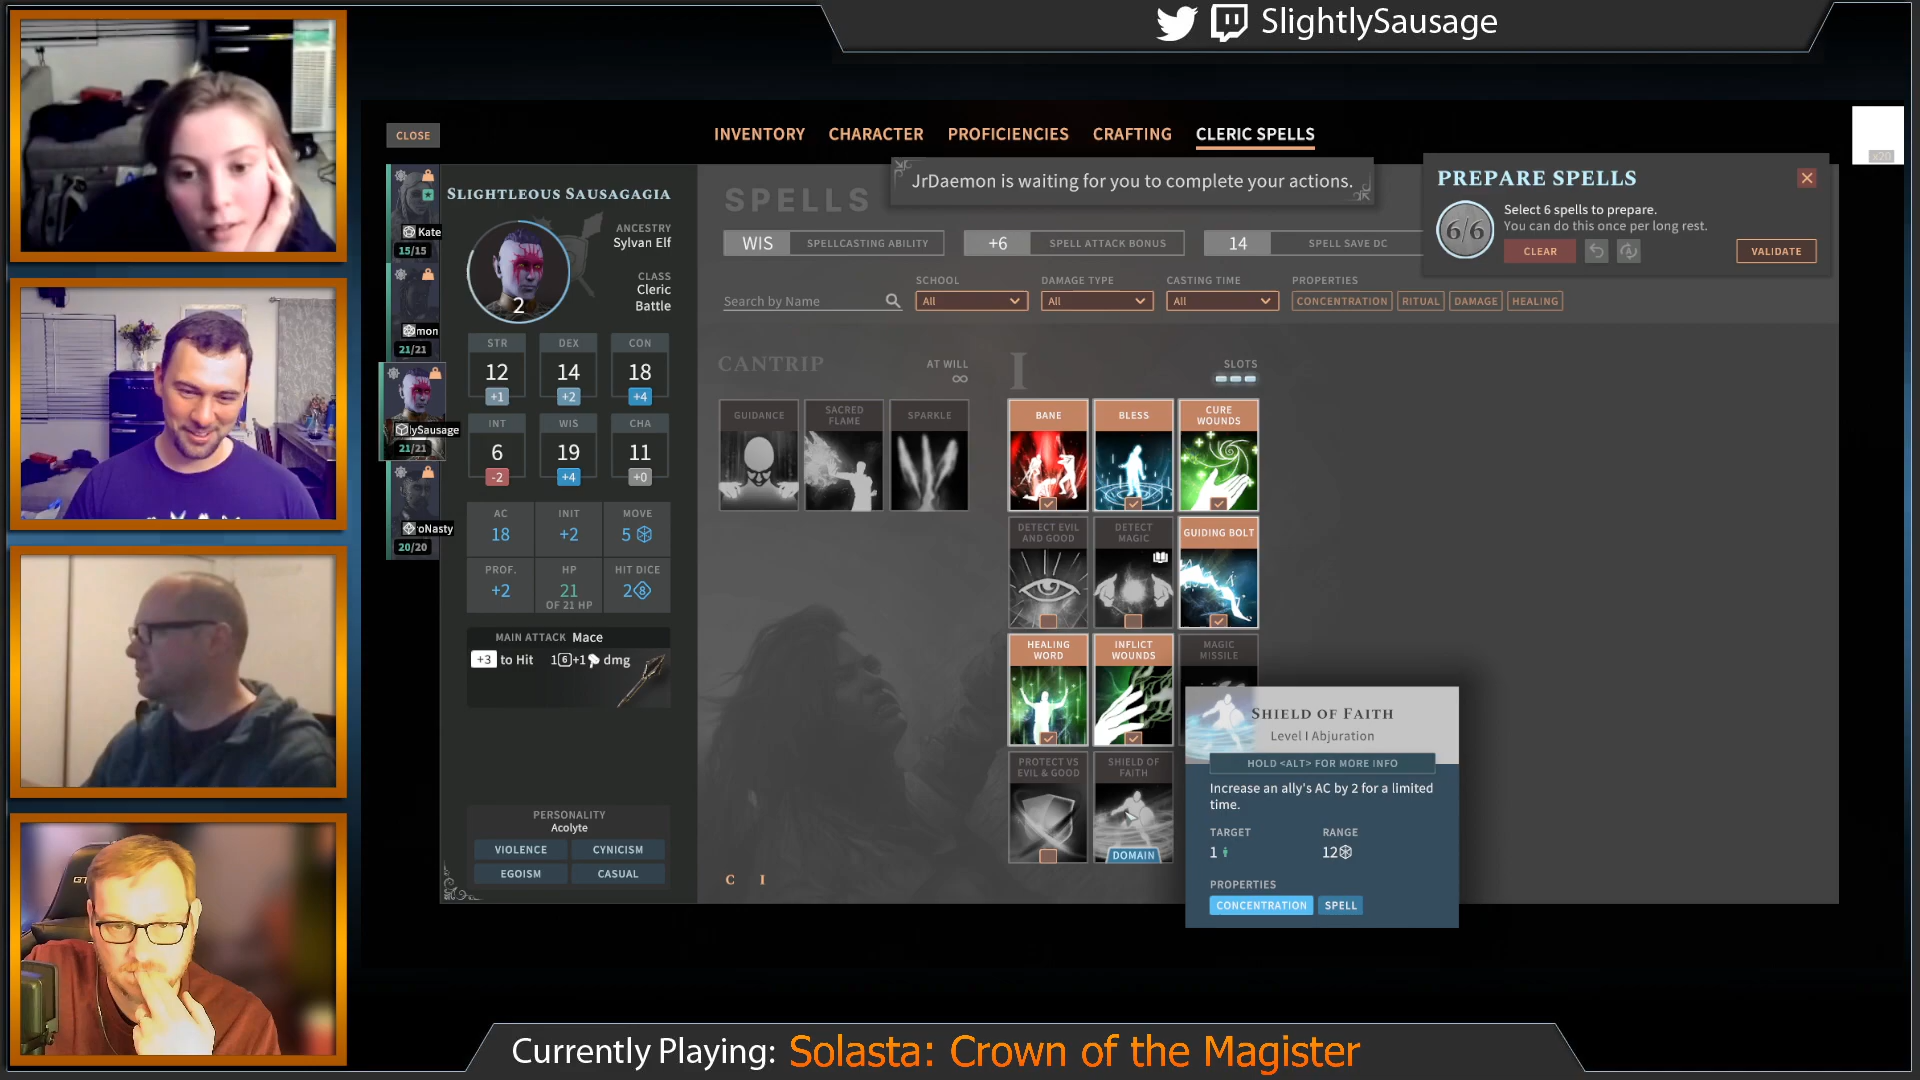 SlightlySausage
CLOSE
INVENTORY CHARACTER PROFICIENCIES CRAFTING CLERIC SPELLS
x20
JrDaemon is waiting for you to complete your actions.
PREPARE SPELLS
6/6
Select 6 spells to prepare.
You can do this once per long rest.
CLEAR
VALIDATE
Kate
15/15
mon
21/21
lySausage
21/21
oNasty
20/20
SLIGHTLEOUS SAUSAGAGIA
2
ANCESTRY
Sylvan Elf
CLASS
Cleric
Battle
STR DEX CON
12 14 18
+1 +2 +4
INT WIS CHA
6 19 11
-2 +4 +0
AC INIT MOVE
18 +2 5
PROF. HP HIT DICE
+2 21 2 8
OF 21 HP
MAIN ATTACK Mace
+3 to Hit 1 6 +1 dmg
PERSONALITY
Acolyte
VIOLENCE CYNICISM
EGOISM CASUAL
SPELLS
WIS SPELLCASTING ABILITY +6 SPELL ATTACK BONUS 14 SPELL SAVE DC
SCHOOL DAMAGE TYPE CASTING TIME PROPERTIES
Search by Name All All All CONCENTRATION RITUAL DAMAGE HEALING
CANTRIP
AT WILL
∞
GUIDANCE
SACRED
FLAME
SPARKLE
I
SLOTS
BANE
BLESS
CURE
WOUNDS
DETECT EVIL
AND GOOD
DETECT
MAGIC
GUIDING BOLT
HEALING
WORD
INFLICT
WOUNDS
MAGIC
MISSILE
PROTECT VS
EVIL & GOOD
SHIELD OF
FAITH
DOMAIN
C I
SHIELD OF FAITH
Level I Abjuration
HOLD <ALT> FOR MORE INFO
Increase an ally's AC by 2 for a limited
time.
TARGET RANGE
1 12
PROPERTIES
CONCENTRATION SPELL
GT
Currently Playing: Solasta: Crown of the Magister